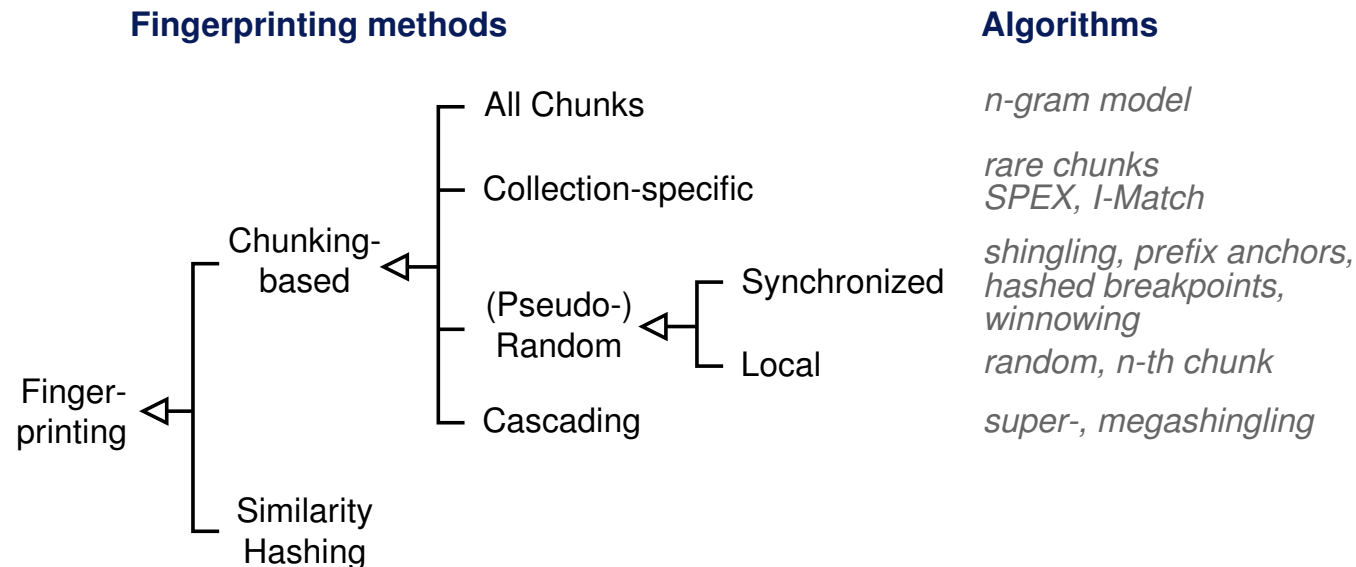 Fingerprinting methods
Algorithms
All Chunks
n-gram model
Collection-specific
rare chunks
SPEX, I-Match
Chunking-
based
(Pseudo-)
Random
Synchronized
shingling, prefix anchors,
hashed breakpoints,
winnowing
Local
random, n-th chunk
Finger-
printing
Cascading
super-, megashingling
Similarity
Hashing